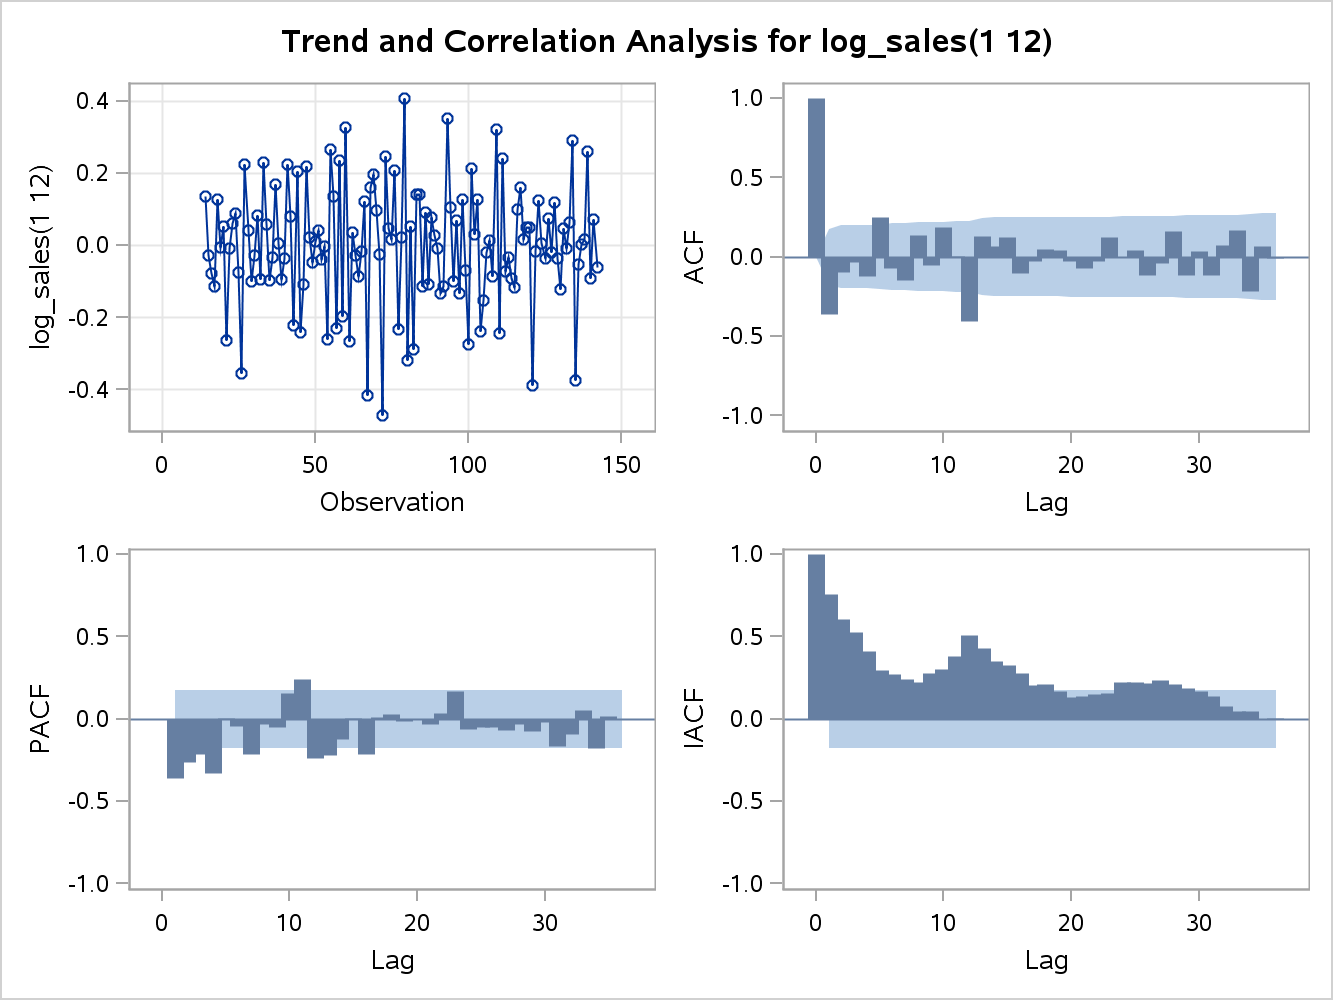 Trend and Correlation Analysis for log_sales(1 12)
log_sales(1 12)
0.4
0.2
0.0
-0.2
-0.4
0 50 100 150
Observation
ACF
1.0
0.5
0.0
-0.5
-1.0
0 10 20 30
Lag
PACF
1.0
0.5
0.0
-0.5
-1.0
0 10 20 30
Lag
IACF
1.0
0.5
0.0
-0.5
-1.0
0 10 20 30
Lag